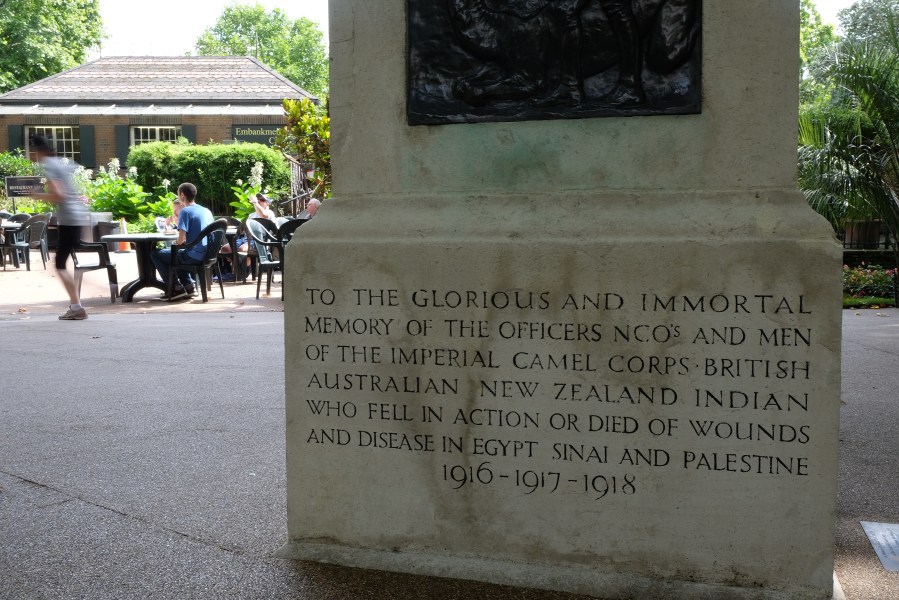 Embankment
RESTAURANT
TO THE GLORIOUS AND IMMORTAL
MEMORY OF THE OFFICERS NCO's AND MEN
OF THE IMPERIAL CAMEL CORPS · BRITISH
AUSTRALIAN NEW ZEALAND INDIAN
WHO FELL IN ACTION OR DIED OF WOUNDS
AND DISEASE IN EGYPT SINAI AND PALESTINE
1916 - 1917 - 1918